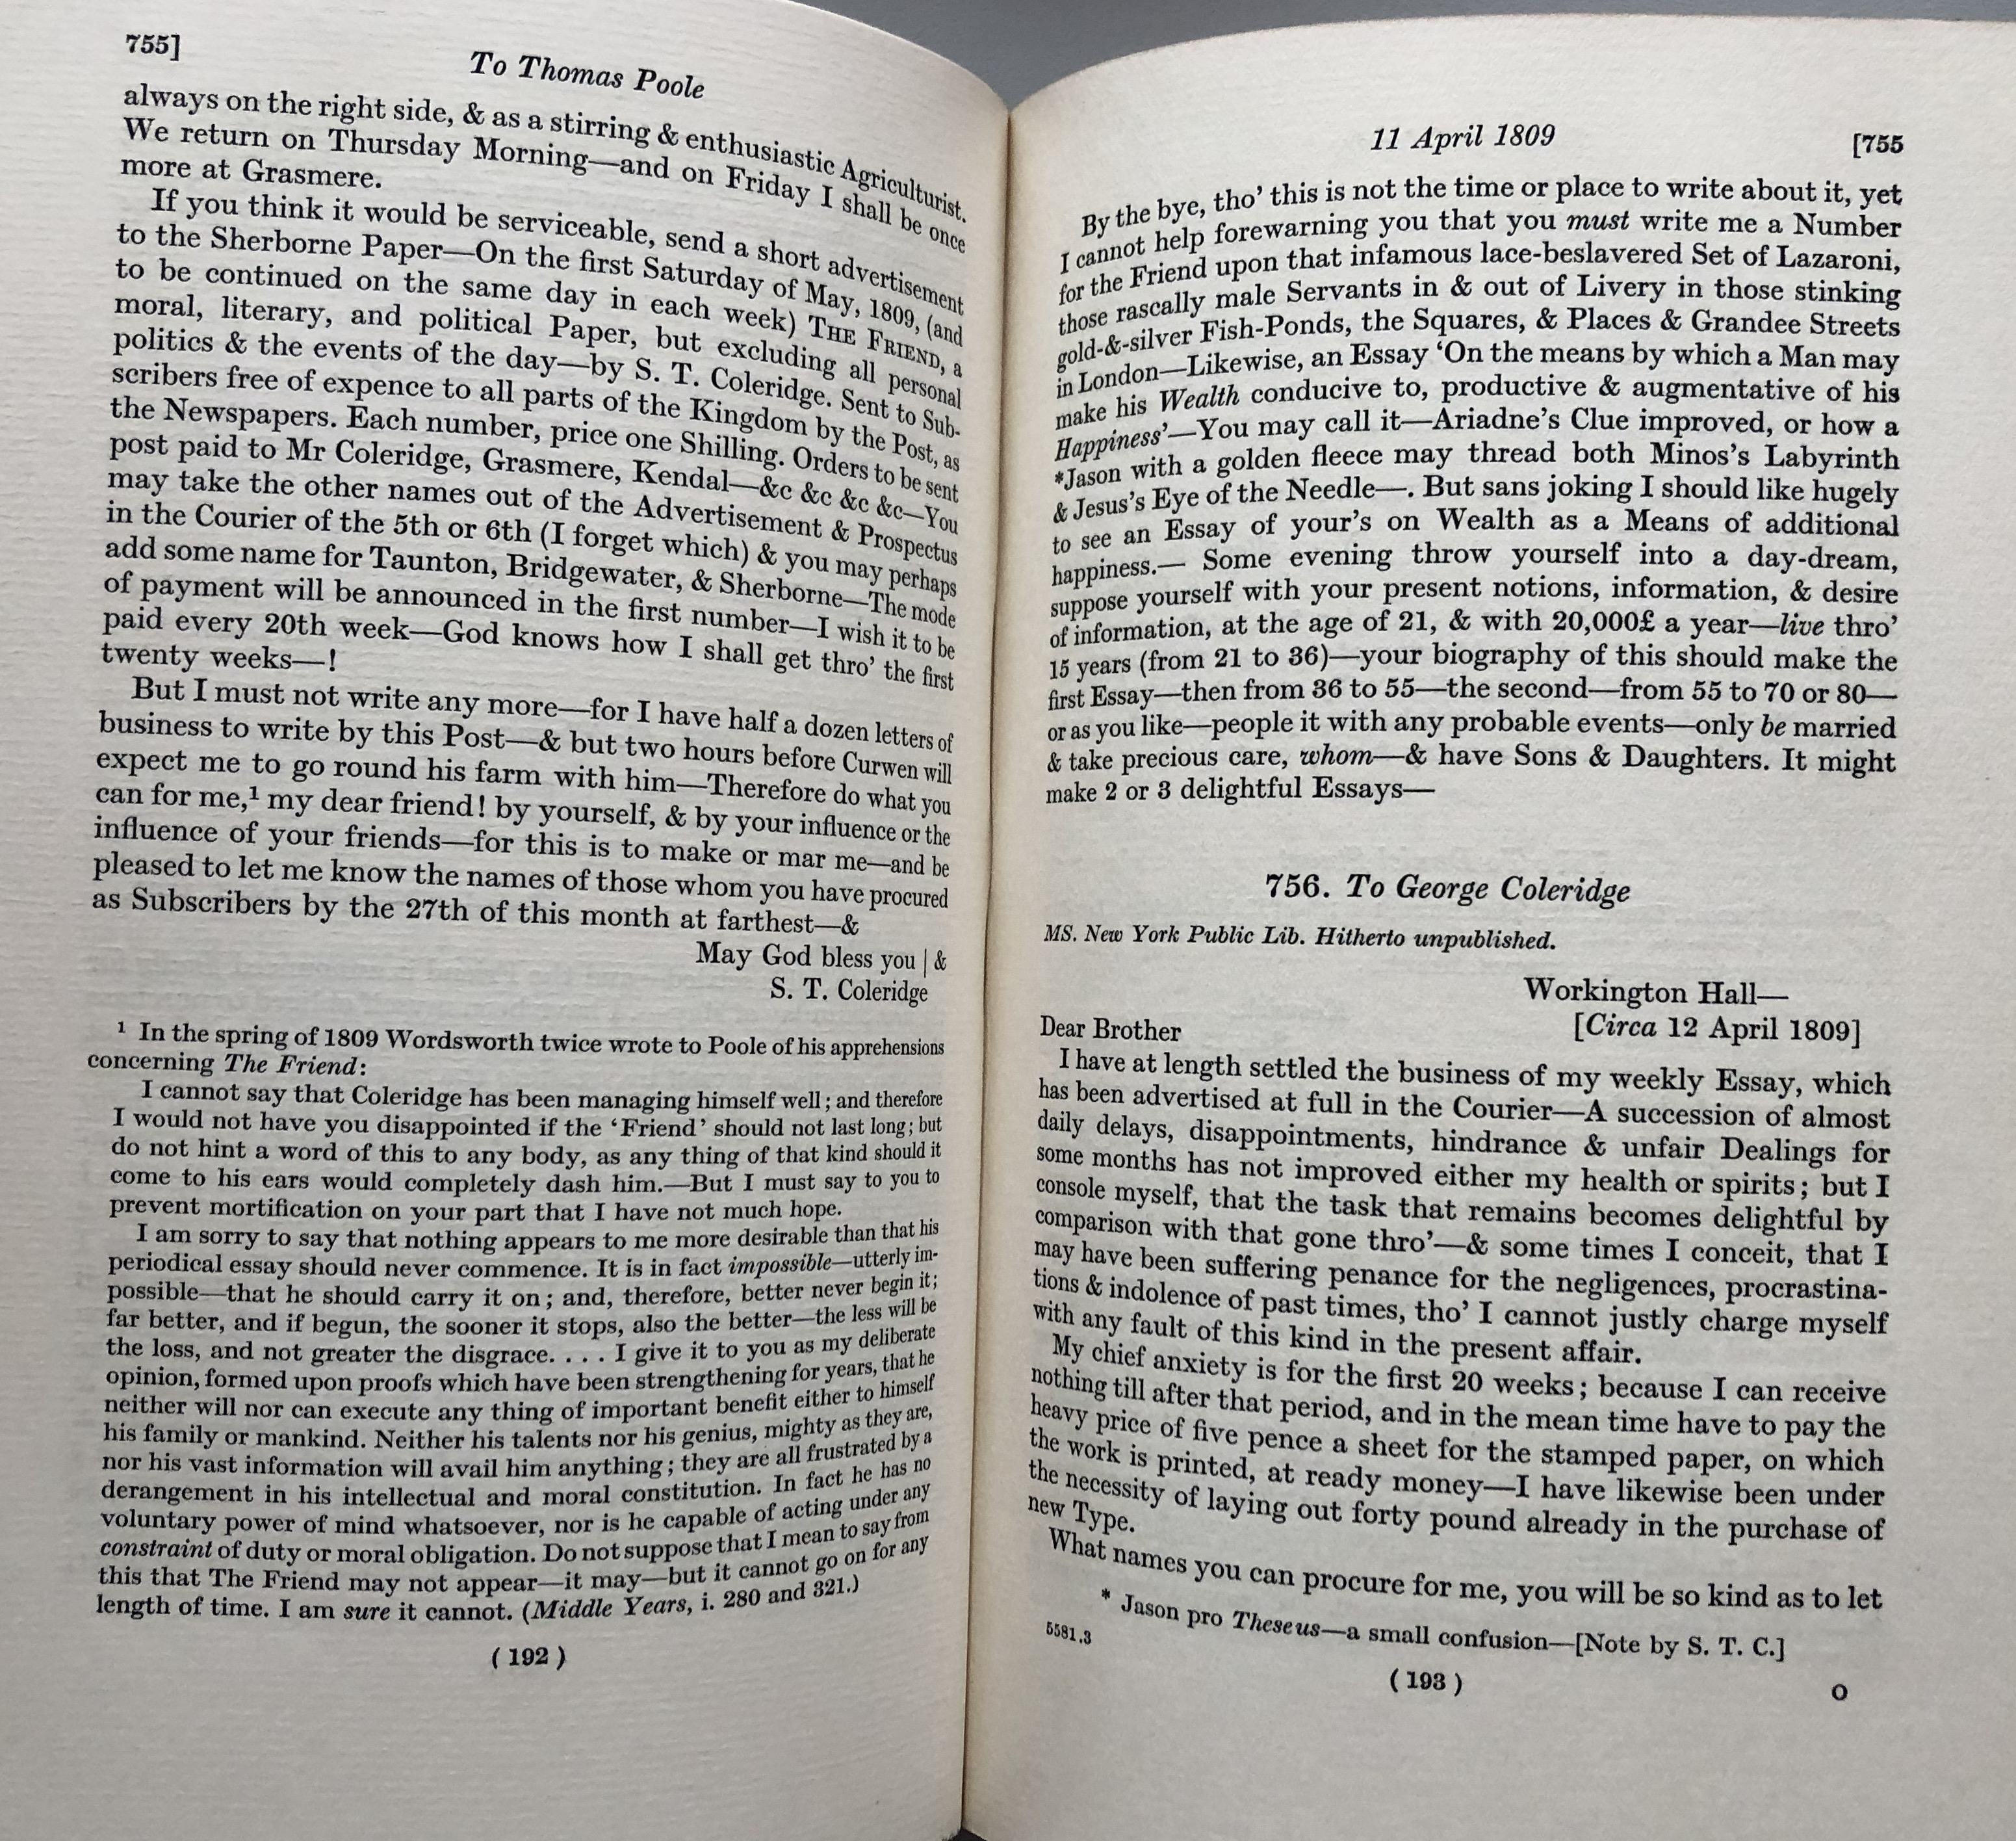 755]
To Thomas Poole
always on the right side, & as a stirring & enthusiastic Agriculturist.
We return on Thursday Morning—and on Friday I shall be once
more at Grasmere.
If you think it would be serviceable, send a short advertisement
to the Sherborne Paper—On the first Saturday of May, 1809, (and
to be continued on the same day in each week) THE FRIEND, a
moral, literary, and political Paper, but excluding all personal
politics & the events of the day—by S. T. Coleridge. Sent to Sub-
scribers free of expence to all parts of the Kingdom by the Post, as
the Newspapers. Each number, price one Shilling. Orders to be sent
post paid to Mr Coleridge, Grasmere, Kendal—&c &c &c &c—You
may take the other names out of the Advertisement & Prospectus
in the Courier of the 5th or 6th (I forget which) & you may perhaps
add some name for Taunton, Bridgewater, & Sherborne—The mode
of payment will be announced in the first number—I wish it to be
paid every 20th week—God knows how I shall get thro' the first
twenty weeks—!
But I must not write any more—for I have half a dozen letters of
business to write by this Post—& but two hours before Curwen will
expect me to go round his farm with him—Therefore do what you
can for me,¹ my dear friend! by yourself, & by your influence or the
influence of your friends—for this is to make or mar me—and be
pleased to let me know the names of those whom you have procured
as Subscribers by the 27th of this month at farthest—&
May God bless you | &
S. T. Coleridge
¹ In the spring of 1809 Wordsworth twice wrote to Poole of his apprehensions
concerning The Friend:
I cannot say that Coleridge has been managing himself well; and therefore
I would not have you disappointed if the 'Friend' should not last long; but
do not hint a word of this to any body, as any thing of that kind should it
come to his ears would completely dash him.—But I must say to you to
prevent mortification on your part that I have not much hope.
I am sorry to say that nothing appears to me more desirable than that his
periodical essay should never commence. It is in fact impossible—utterly im-
possible—that he should carry it on; and, therefore, better never begin it;
far better, and if begun, the sooner it stops, also the better—the less will be
the loss, and not greater the disgrace. . . . I give it to you as my deliberate
opinion, formed upon proofs which have been strengthening for years, that he
neither will nor can execute any thing of important benefit either to himself
his family or mankind. Neither his talents nor his genius, mighty as they are,
nor his vast information will avail him anything; they are all frustrated by a
derangement in his intellectual and moral constitution. In fact he has no
voluntary power of mind whatsoever, nor is he capable of acting under any
constraint of duty or moral obligation. Do not suppose that I mean to say from
this that The Friend may not appear—it may—but it cannot go on for any
length of time. I am sure it cannot. (Middle Years, i. 280 and 321.)
( 192 )
11 April 1809
[755
By the bye, tho' this is not the time or place to write about it, yet
I cannot help forewarning you that you must write me a Number
for the Friend upon that infamous lace-beslavered Set of Lazaroni,
those rascally male Servants in & out of Livery in those stinking
gold-&-silver Fish-Ponds, the Squares, & Places & Grandee Streets
in London—Likewise, an Essay 'On the means by which a Man may
make his Wealth conducive to, productive & augmentative of his
Happiness'—You may call it—Ariadne's Clue improved, or how a
*Jason with a golden fleece may thread both Minos's Labyrinth
& Jesus's Eye of the Needle—. But sans joking I should like hugely
to see an Essay of your's on Wealth as a Means of additional
happiness.— Some evening throw yourself into a day-dream,
suppose yourself with your present notions, information, & desire
of information, at the age of 21, & with 20,000£ a year—live thro'
15 years (from 21 to 36)—your biography of this should make the
first Essay—then from 36 to 55—the second—from 55 to 70 or 80—
or as you like—people it with any probable events—only be married
& take precious care, whom—& have Sons & Daughters. It might
make 2 or 3 delightful Essays—
756. To George Coleridge
MS. New York Public Lib. Hitherto unpublished.
Workington Hall—
[Circa 12 April 1809]
Dear Brother
I have at length settled the business of my weekly Essay, which
has been advertised at full in the Courier—A succession of almost
daily delays, disappointments, hindrance & unfair Dealings for
some months has not improved either my health or spirits; but I
console myself, that the task that remains becomes delightful by
comparison with that gone thro'—& some times I conceit, that I
may have been suffering penance for the negligences, procrastina-
tions & indolence of past times, tho' I cannot justly charge myself
with any fault of this kind in the present affair.
My chief anxiety is for the first 20 weeks; because I can receive
nothing till after that period, and in the mean time have to pay the
heavy price of five pence a sheet for the stamped paper, on which
the work is printed, at ready money—I have likewise been under
the necessity of laying out forty pound already in the purchase of
new Type.
What names you can procure for me, you will be so kind as to let
* Jason pro Theseus—a small confusion—[Note by S. T. C.]
5581.3
( 193 )
O